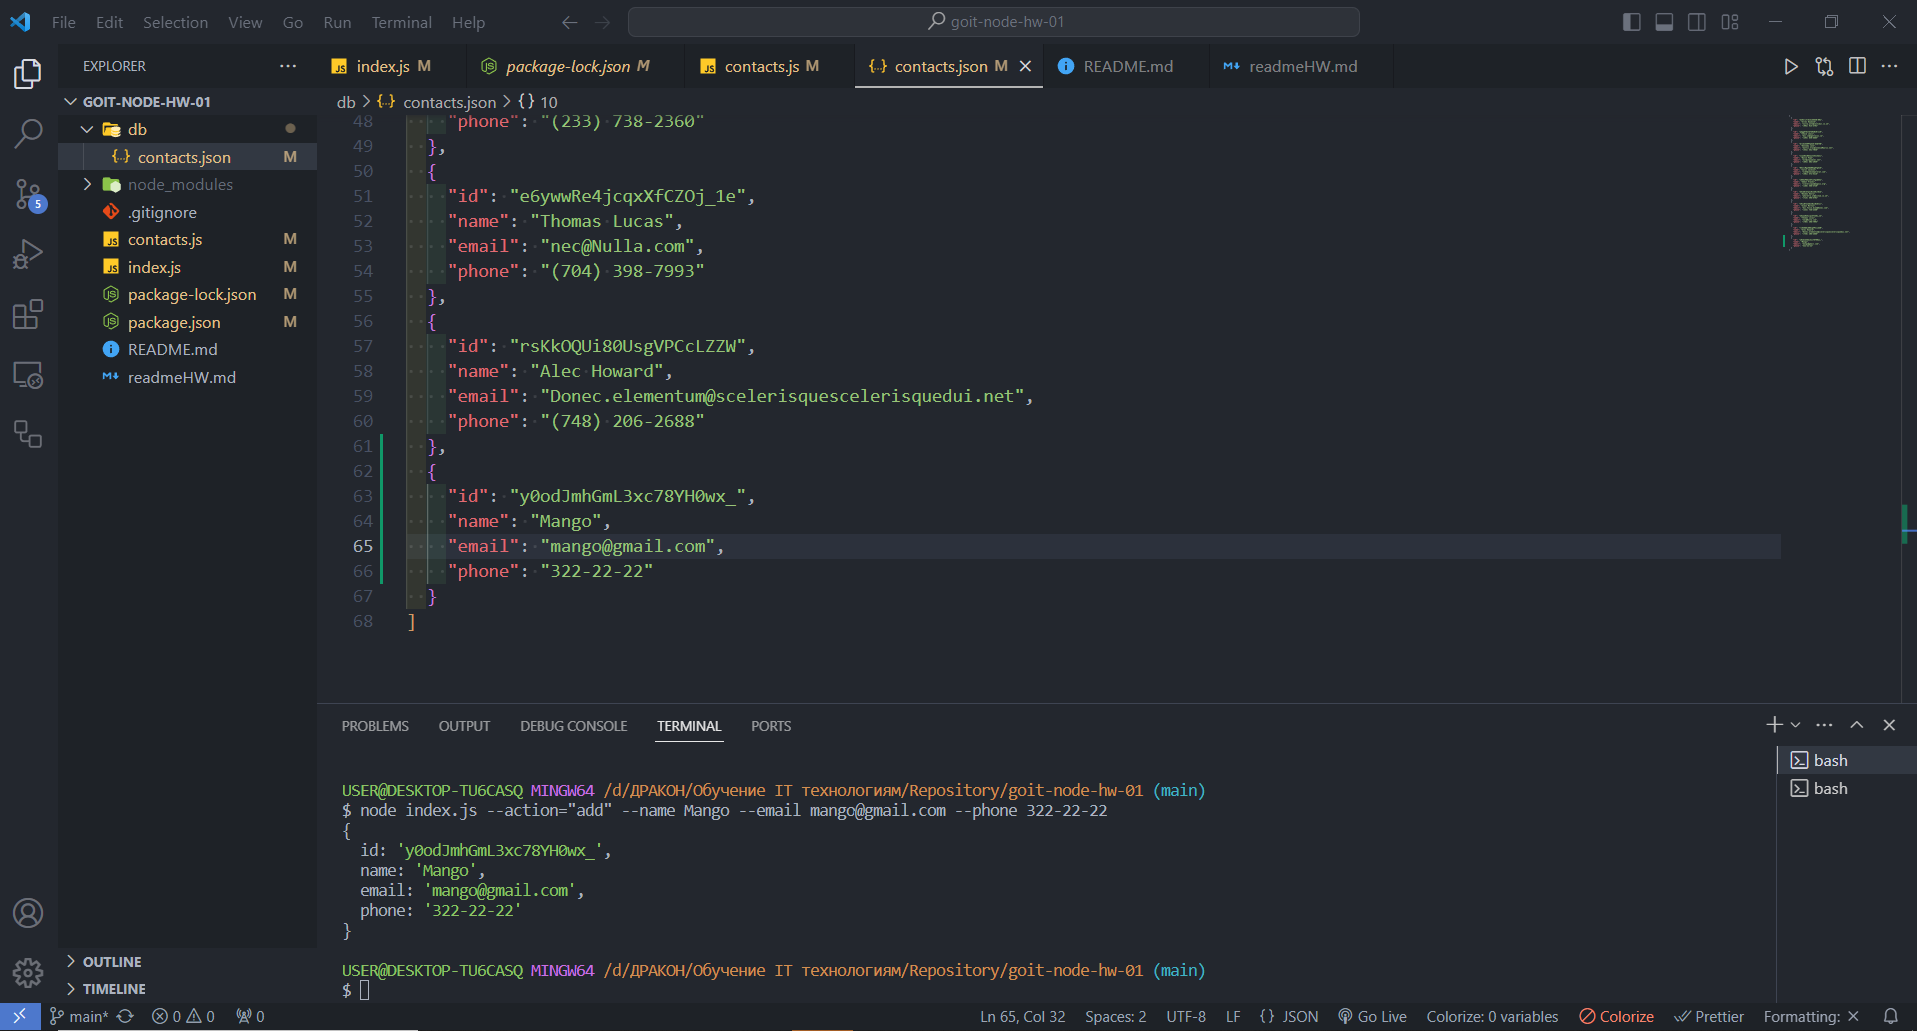 File Edit Selection View Go Run Terminal Help
goit-node-hw-01
EXPLORER
GOIT-NODE-HW-01
db
contacts.json M
node_modules
.gitignore
contacts.js M
index.js M
package-lock.json M
package.json M
README.md
readmeHW.md
OUTLINE
TIMELINE
5
index.js M package-lock.json M contacts.js M contacts.json M README.md readmeHW.md
db > contacts.json > {} 10
48 "phone": "(233) 738-2360"
49 },
50 {
51 "id": "e6ywwRe4jcqxXfCZOj_1e",
52 "name": "Thomas Lucas",
53 "email": "nec@Nulla.com",
54 "phone": "(704) 398-7993"
55 },
56 {
57 "id": "rsKkOQUi80UsgVPCcLZZW",
58 "name": "Alec Howard",
59 "email": "Donec.elementum@scelerisquescelerisquedui.net",
60 "phone": "(748) 206-2688"
61 },
62 {
63 "id": "y0odJmhGmL3xc78YH0wx_",
64 "name": "Mango",
65 "email": "mango@gmail.com",
66 "phone": "322-22-22"
67 }
68 ]
PROBLEMS OUTPUT DEBUG CONSOLE TERMINAL PORTS
USER@DESKTOP-TU6CASQ MINGW64 /d/ДРАКОН/Обучение IT технологиям/Repository/goit-node-hw-01 (main)
$ node index.js --action="add" --name Mango --email mango@gmail.com --phone 322-22-22
{
id: 'y0odJmhGmL3xc78YH0wx_',
name: 'Mango',
email: 'mango@gmail.com',
phone: '322-22-22'
}
USER@DESKTOP-TU6CASQ MINGW64 /d/ДРАКОН/Обучение IT технологиям/Repository/goit-node-hw-01 (main)
$
bash
bash
main* 0 0 0 Ln 65, Col 32 Spaces: 2 UTF-8 LF {} JSON Go Live Colorize: 0 variables Colorize Prettier Formatting: ×